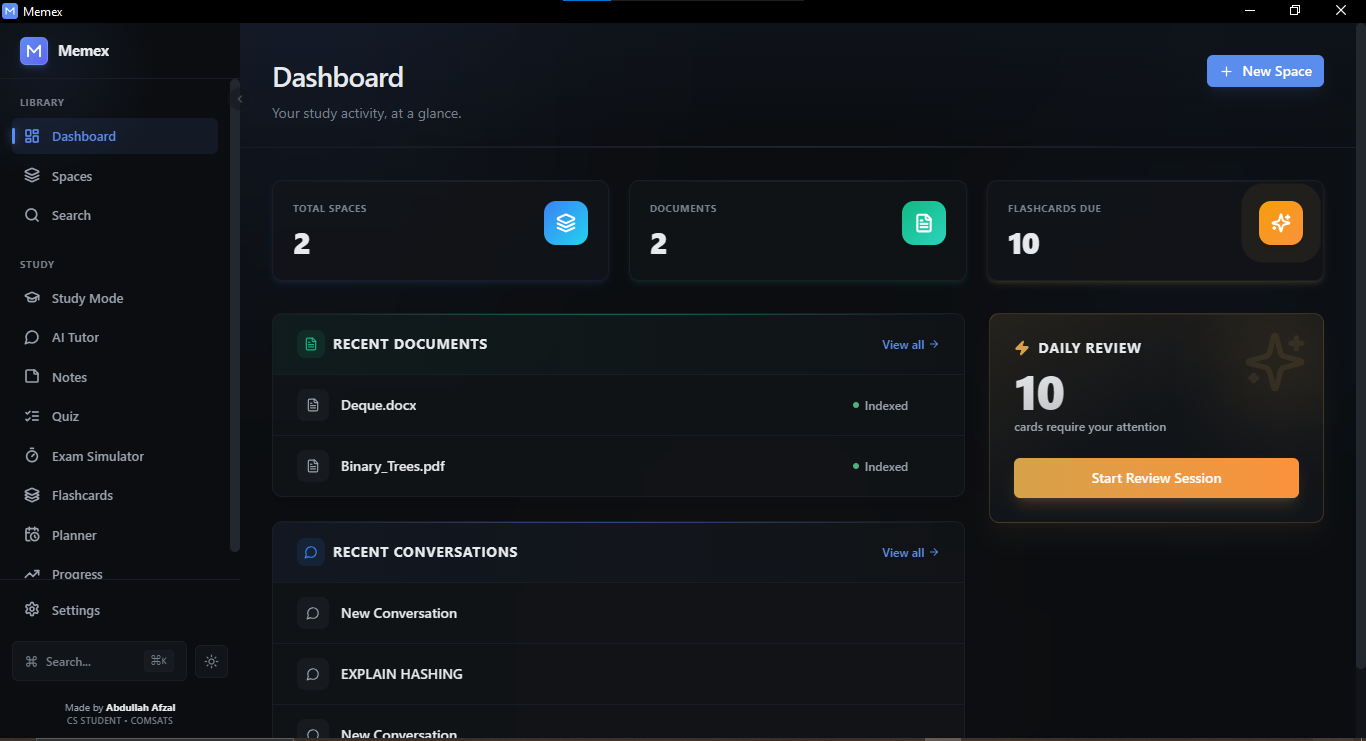 Memex
M Memex
LIBRARY
Dashboard
Spaces
Search
STUDY
Study Mode
AI Tutor
Notes
Quiz
Exam Simulator
Flashcards
Planner
Progress
Settings
⌘ Search... ⌘K
Made by Abdullah Afzal
CS STUDENT • COMSATS
Dashboard
Your study activity, at a glance.
+ New Space
TOTAL SPACES
2
DOCUMENTS
2
FLASHCARDS DUE
10
RECENT DOCUMENTS
View all →
Deque.docx
Indexed
Binary_Trees.pdf
Indexed
DAILY REVIEW
10
cards require your attention
Start Review Session
RECENT CONVERSATIONS
View all →
New Conversation
EXPLAIN HASHING
New Conversation